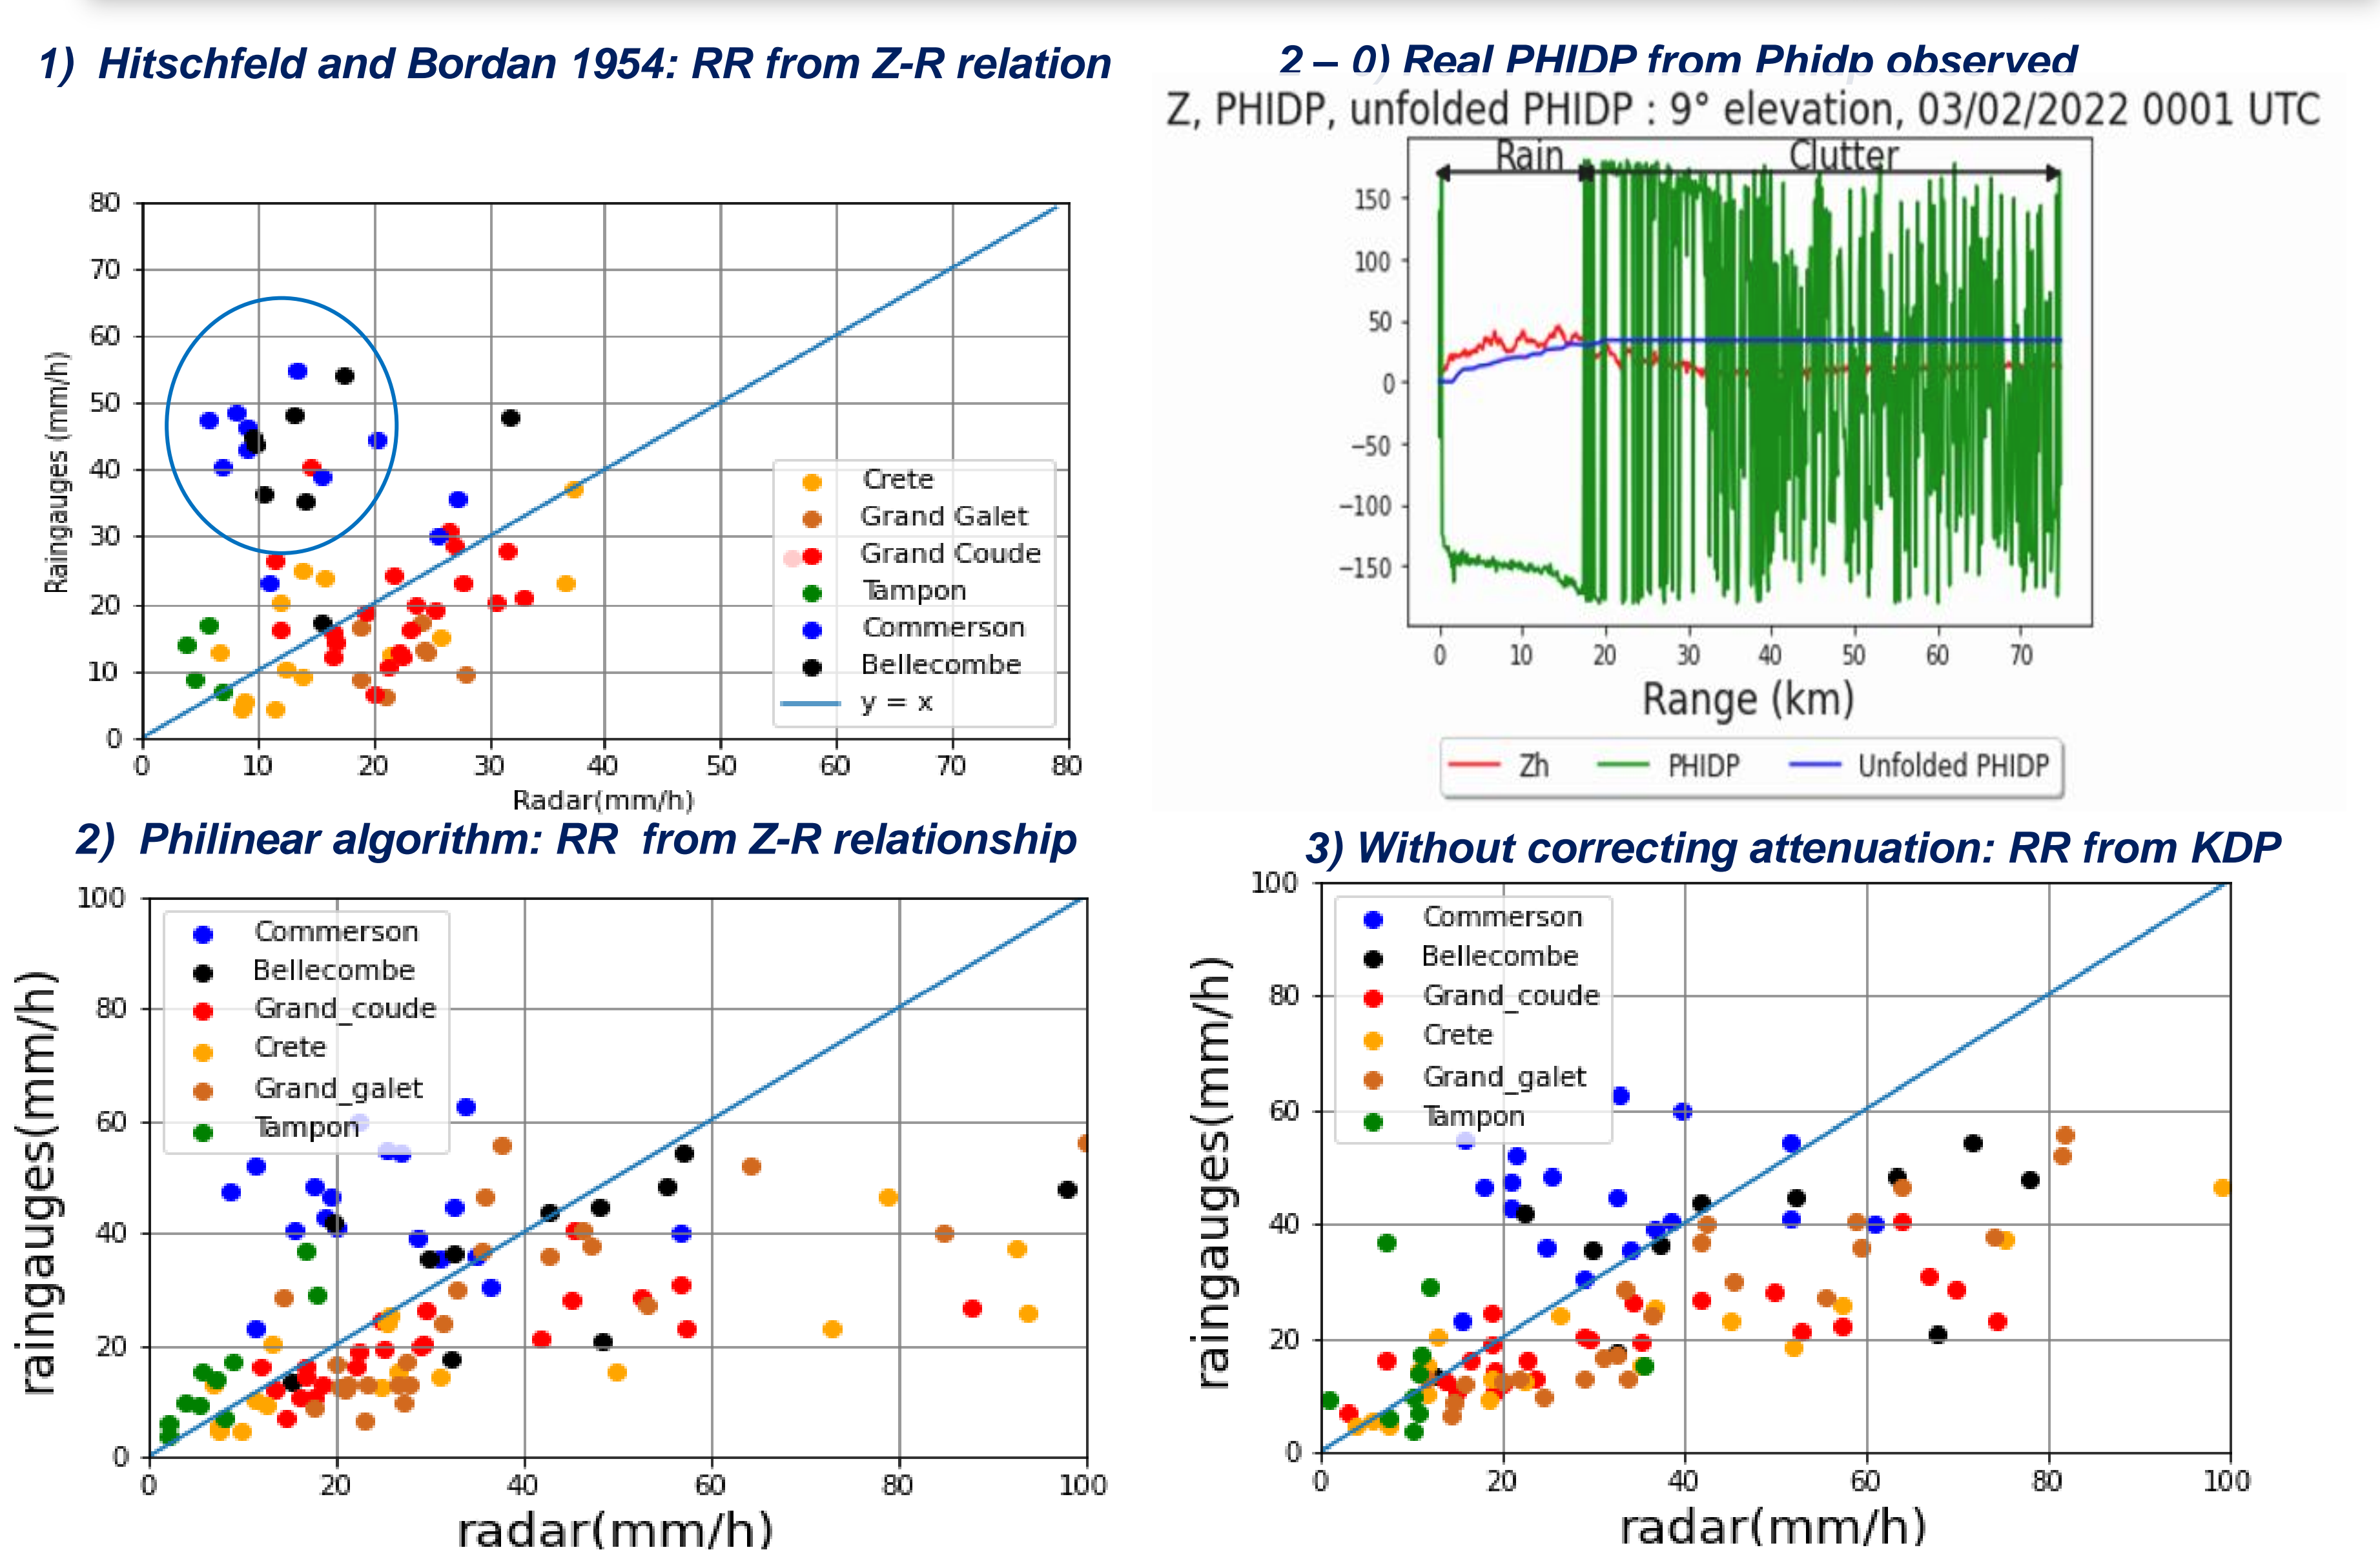 1) Hitschfeld and Bordan 1954: RR from Z-R relation
80
70
60
50
40
30
20
10
0
Raingauges (mm/h)
Crete
Grand Galet
Grand Coude
Tampon
Commerson
Bellecombe
y = x
0 10 20 30 40 50 60 70 80
Radar(mm/h)
2 – 0) Real PHIDP from Phidp observed
Z, PHIDP, unfolded PHIDP : 9° elevation, 03/02/2022 0001 UTC
Rain Clutter
150
100
50
0
−50
−100
−150
0 10 20 30 40 50 60 70
Range (km)
Zh PHIDP Unfolded PHIDP
2) Philinear algorithm: RR from Z-R relationship
100
80
60
40
20
0
raingauges(mm/h)
Commerson
Bellecombe
Grand_coude
Crete
Grand_galet
Tampon
0 20 40 60 80 100
radar(mm/h)
3) Without correcting attenuation: RR from KDP
100
80
60
40
20
0
raingauges(mm/h)
Commerson
Bellecombe
Grand_coude
Crete
Grand_galet
Tampon
0 20 40 60 80 100
radar(mm/h)